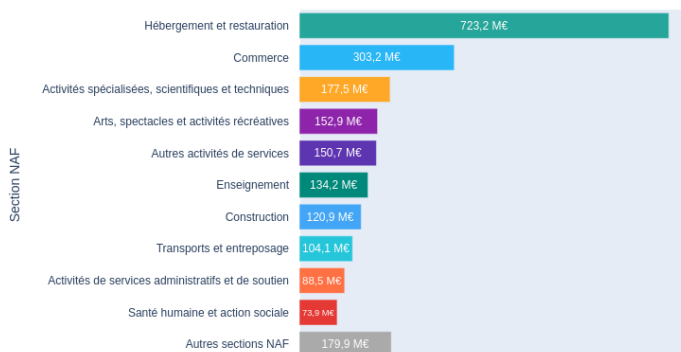 Section NAF
Hébergement et restauration 723,2 M€
Commerce 303,2 M€
Activités spécialisées, scientifiques et techniques 177,5 M€
Arts, spectacles et activités récréatives 152,9 M€
Autres activités de services 150,7 M€
Enseignement 134,2 M€
Construction 120,9 M€
Transports et entreposage 104,1 M€
Activités de services administratifs et de soutien 88,5 M€
Santé humaine et action sociale 73,9 M€
Autres sections NAF 179,9 M€